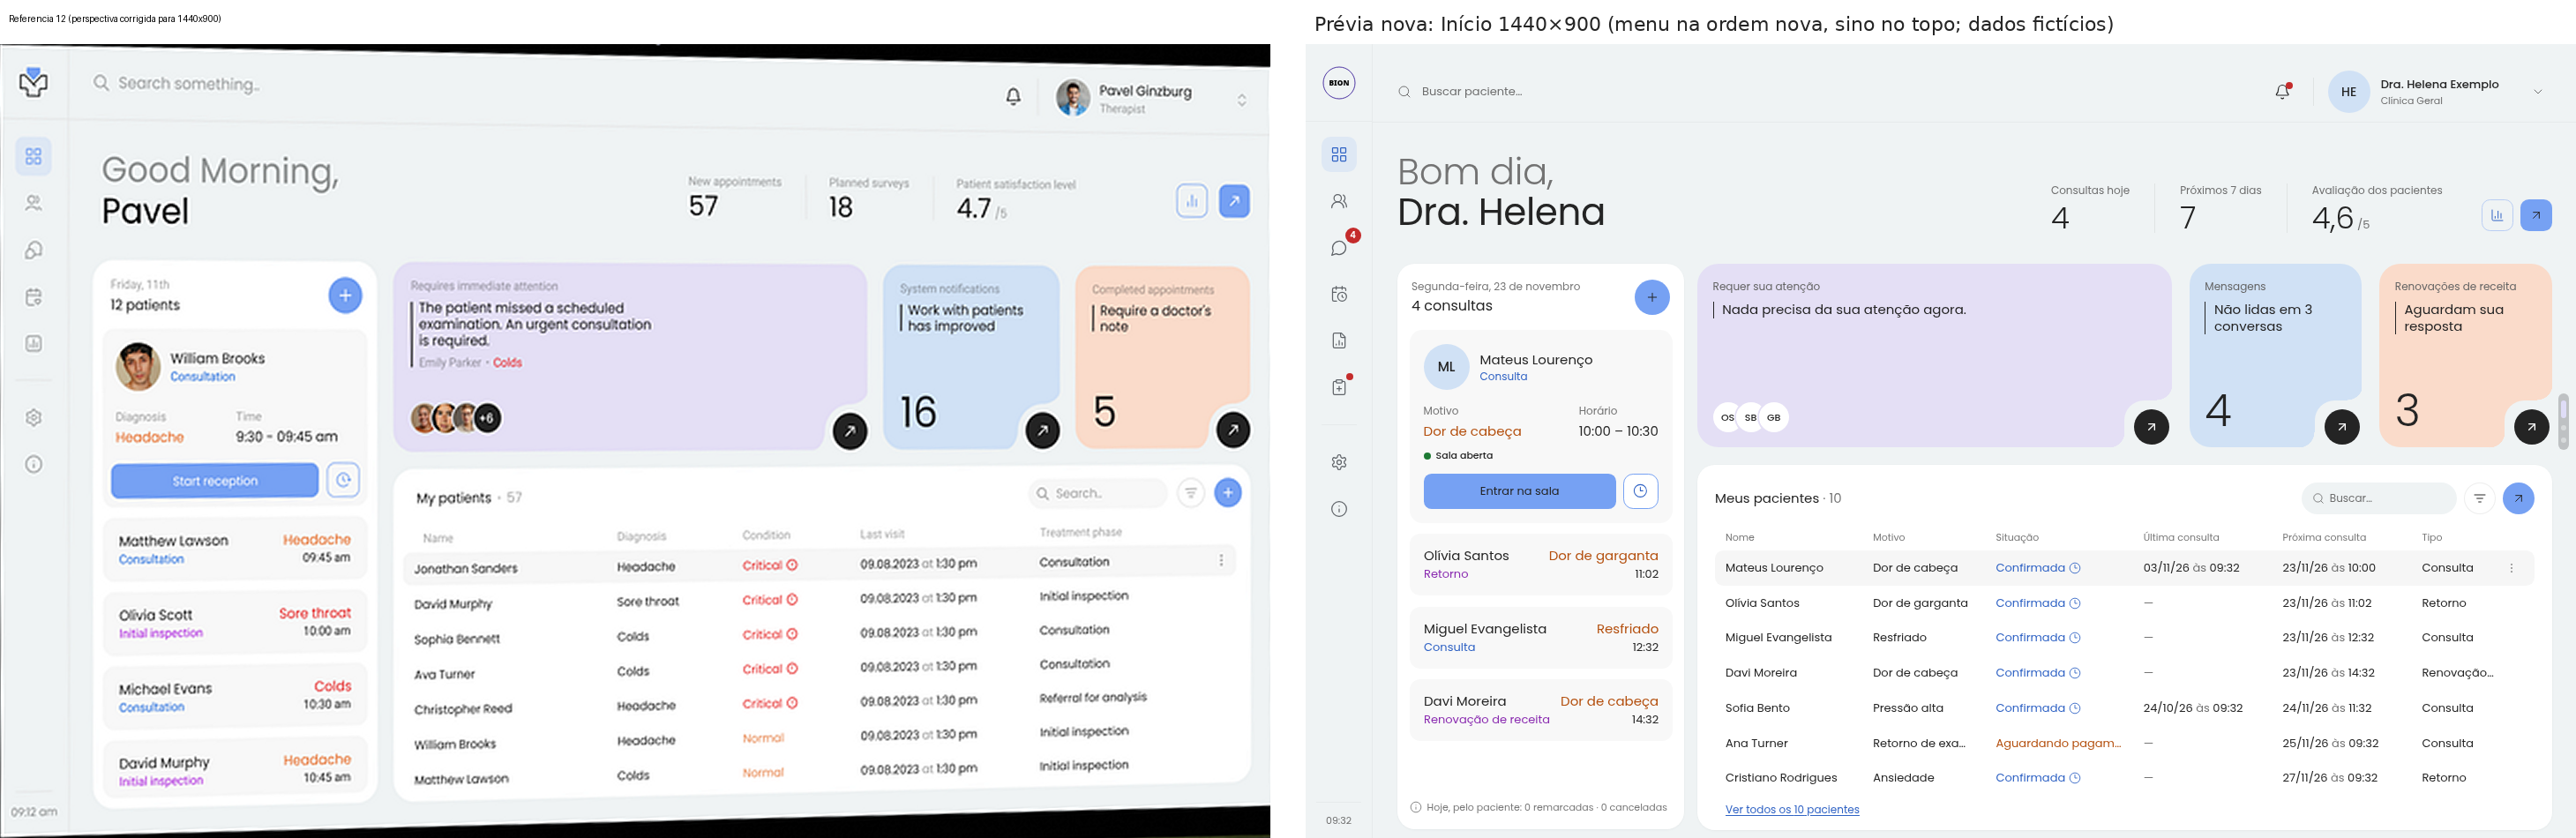 Referencia 12 (perspectiva corrigida para 1440x900)
Search something..
Pavel Ginzburg
Therapist
Good Morning,
Pavel
New appointments
57
Planned surveys
18
Patient satisfaction level
4.7 /5
Friday, 11th
12 patients
William Brooks
Consultation
Diagnosis
Time
Headache
9:30 - 09:45 am
Start reception
Matthew Lawson
Headache
Consultation
09:45 am
Olivia Scott
Sore throat
Initial inspection
10:00 am
Michael Evans
Colds
Consultation
10:30 am
David Murphy
Headache
Initial inspection
10:45 am
Requires immediate attention
The patient missed a scheduled
examination. An urgent consultation
is required.
Emily Parker • Colds
+6
System notifications
Work with patients
has improved
16
Completed appointments
Require a doctor's
note
5
My patients • 57
Search..
Name Diagnosis Condition Last visit Treatment phase
Jonathan Sanders Headache Critical 09.08.2023 at 1:30 pm Consultation
David Murphy Sore throat Critical 09.08.2023 at 1:30 pm Initial inspection
Sophia Bennett Colds Critical 09.08.2023 at 1:30 pm Consultation
Ava Turner Colds Critical 09.08.2023 at 1:30 pm Consultation
Christopher Reed Headache Critical 09.08.2023 at 1:30 pm Referral for analysis
William Brooks Headache Normal 09.08.2023 at 1:30 pm Initial inspection
Matthew Lawson Colds Normal 09.08.2023 at 1:30 pm Initial inspection
09:12 am
Prévia nova: Início 1440×900 (menu na ordem nova, sino no topo; dados fictícios)
BION
Buscar paciente...
HE
Dra. Helena Exemplo
Clínica Geral
Bom dia,
Dra. Helena
Consultas hoje
4
Próximos 7 dias
7
Avaliação dos pacientes
4,6 /5
4
Segunda-feira, 23 de novembro
4 consultas
ML
Mateus Lourenço
Consulta
Motivo
Horário
Dor de cabeça
10:00 – 10:30
Sala aberta
Entrar na sala
Olívia Santos
Dor de garganta
Retorno
11:02
Miguel Evangelista
Resfriado
Consulta
12:32
Davi Moreira
Dor de cabeça
Renovação de receita
14:32
Hoje, pelo paciente: 0 remarcadas · 0 canceladas
Requer sua atenção
Nada precisa da sua atenção agora.
OS SB GB
Mensagens
Não lidas em 3
conversas
4
Renovações de receita
Aguardam sua
resposta
3
Meus pacientes · 10
Buscar...
Nome Motivo Situação Última consulta Próxima consulta Tipo
Mateus Lourenço Dor de cabeça Confirmada 03/11/26 às 09:32 23/11/26 às 10:00 Consulta
Olívia Santos Dor de garganta Confirmada — 23/11/26 às 11:02 Retorno
Miguel Evangelista Resfriado Confirmada — 23/11/26 às 12:32 Consulta
Davi Moreira Dor de cabeça Confirmada — 23/11/26 às 14:32 Renovação...
Sofia Bento Pressão alta Confirmada 24/10/26 às 09:32 24/11/26 às 11:32 Consulta
Ana Turner Retorno de exa... Aguardando pagam... — 25/11/26 às 09:32 Consulta
Cristiano Rodrigues Ansiedade Confirmada — 27/11/26 às 09:32 Retorno
Ver todos os 10 pacientes
09:32